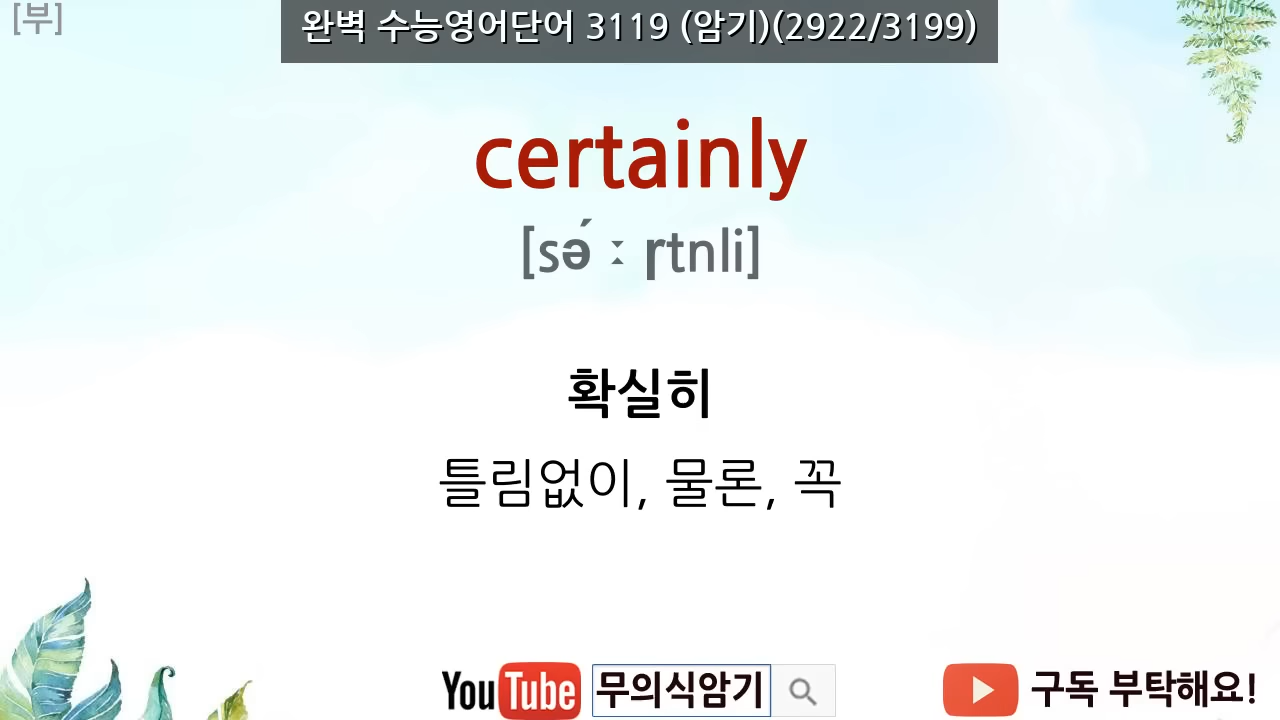 [부]
완벽 수능영어단어 3119 (암기)(2922/3199)
certainly
[sə́ːrtnli]
확실히
틀림없이, 물론, 꼭
YouTube 무의식암기 구독 부탁해요!